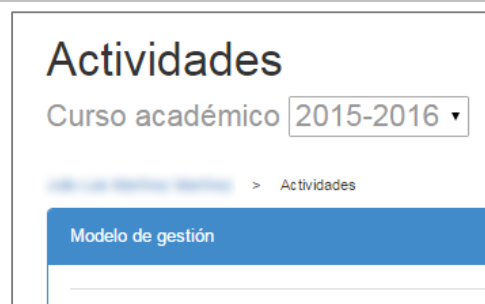 Actividades
Curso académico 2015-2016
> Actividades
Modelo de gestión